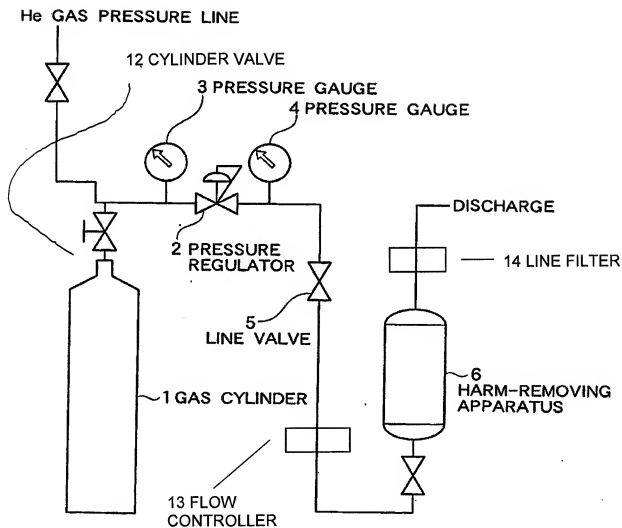 He GAS PRESSURE LINE
12 CYLINDER VALVE
3 PRESSURE GAUGE
4 PRESSURE GAUGE
2 PRESSURE
REGULATOR
DISCHARGE
14 LINE FILTER
5
LINE VALVE
1 GAS CYLINDER
6
HARM-REMOVING
APPARATUS
13 FLOW
CONTROLLER